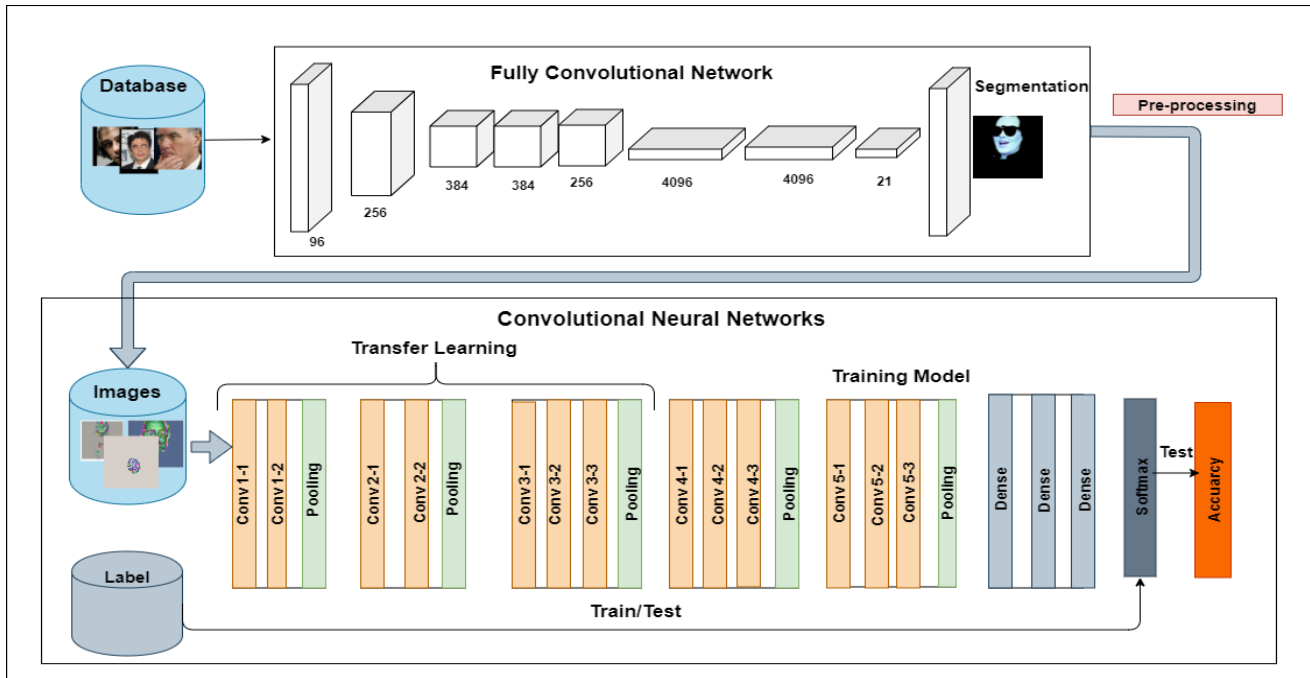 Database
Fully Convolutional Network
Segmentation
Pre-processing
96
256
384
384
256
4096
4096
21
Convolutional Neural Networks
Transfer Learning
Training Model
Images
Conv 1-1
Conv 1-2
Pooling
Conv 2-1
Conv 2-2
Pooling
Conv 3-1
Conv 3-2
Conv 3-3
Pooling
Conv 4-1
Conv 4-2
Conv 4-3
Pooling
Conv 5-1
Conv 5-2
Conv 5-3
Pooling
Dense
Dense
Dense
Softmax
Test
Accuarcy
Label
Train/Test